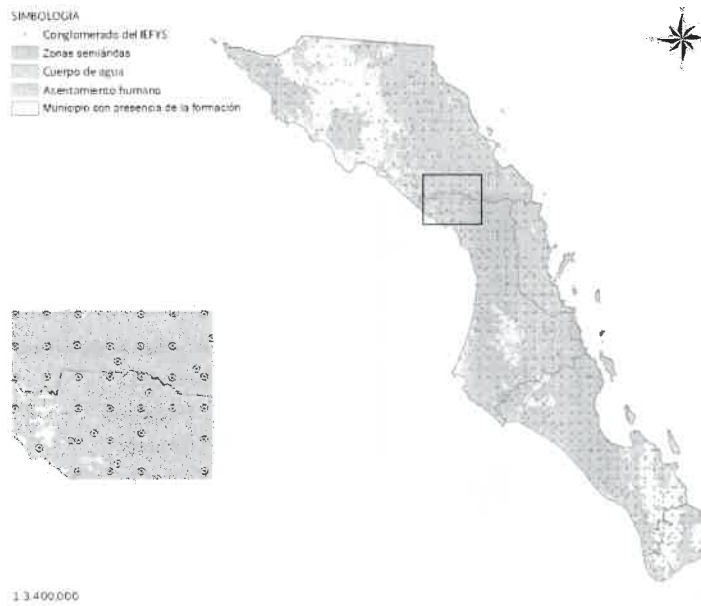 SIMBOLOGÍA
Conglomerado del IEFYS
Zonas semiáridas
Cuerpo de agua
Asentamiento humano
Municipio con presencia de la formación
N
1:3,400,000